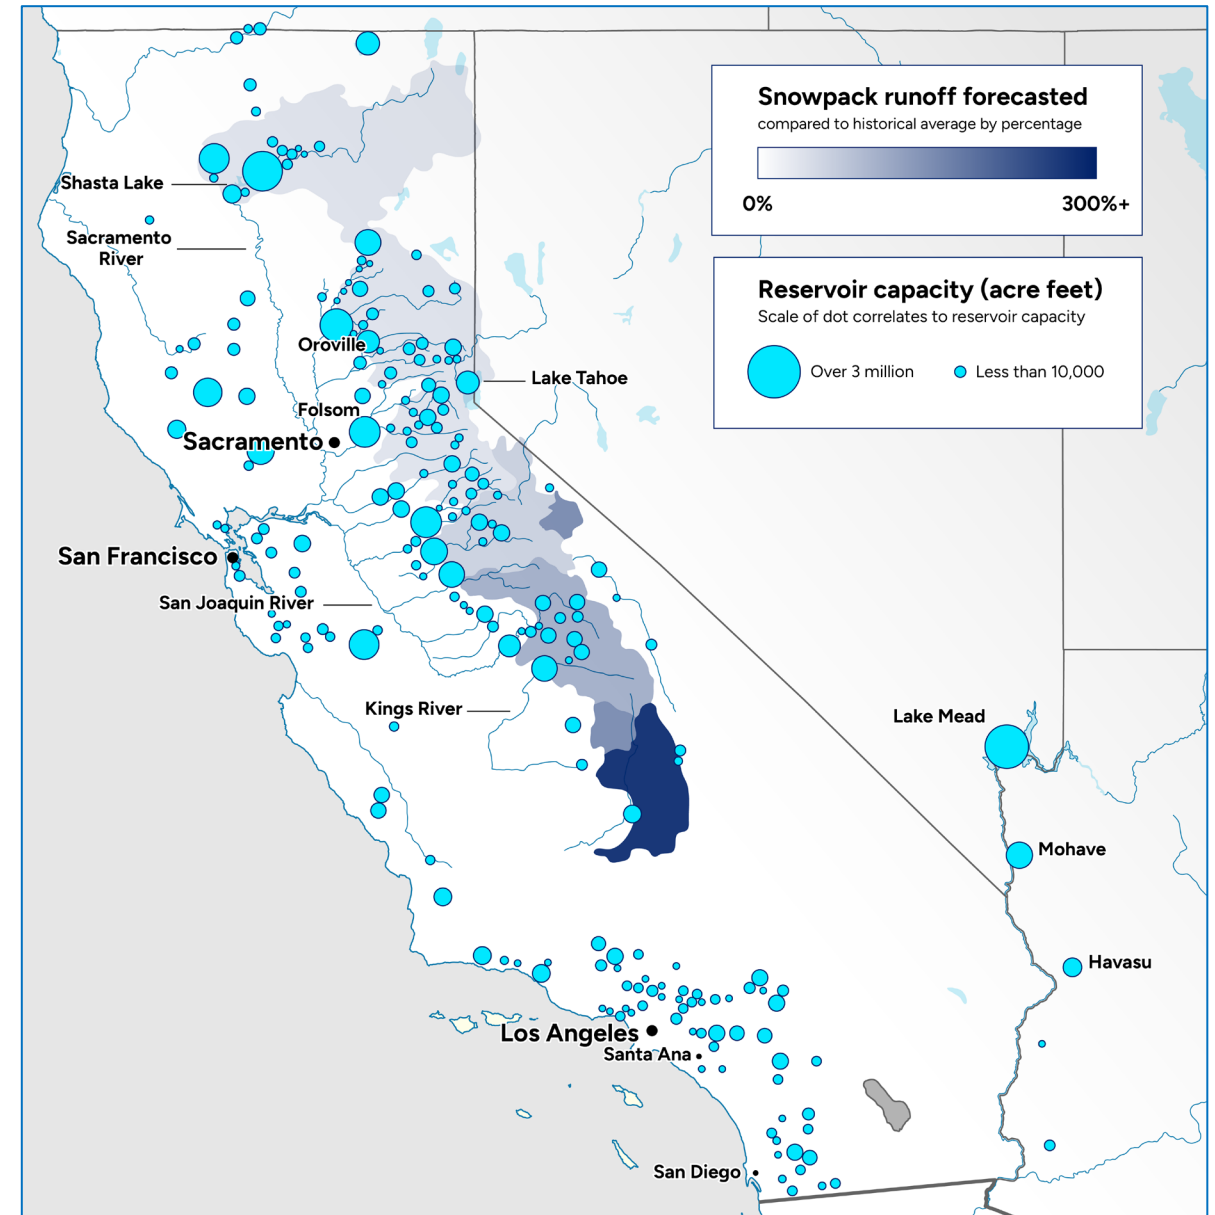 Snowpack runoff forecasted
compared to historical average by percentage
0% 300%+
Shasta Lake
Sacramento
River
Reservoir capacity (acre feet)
Scale of dot correlates to reservoir capacity
Over 3 million Less than 10,000
Oroville
Lake Tahoe
Folsom
Sacramento
San Francisco
San Joaquin River
Kings River
Lake Mead
Mohave
Havasu
Los Angeles
Santa Ana
San Diego